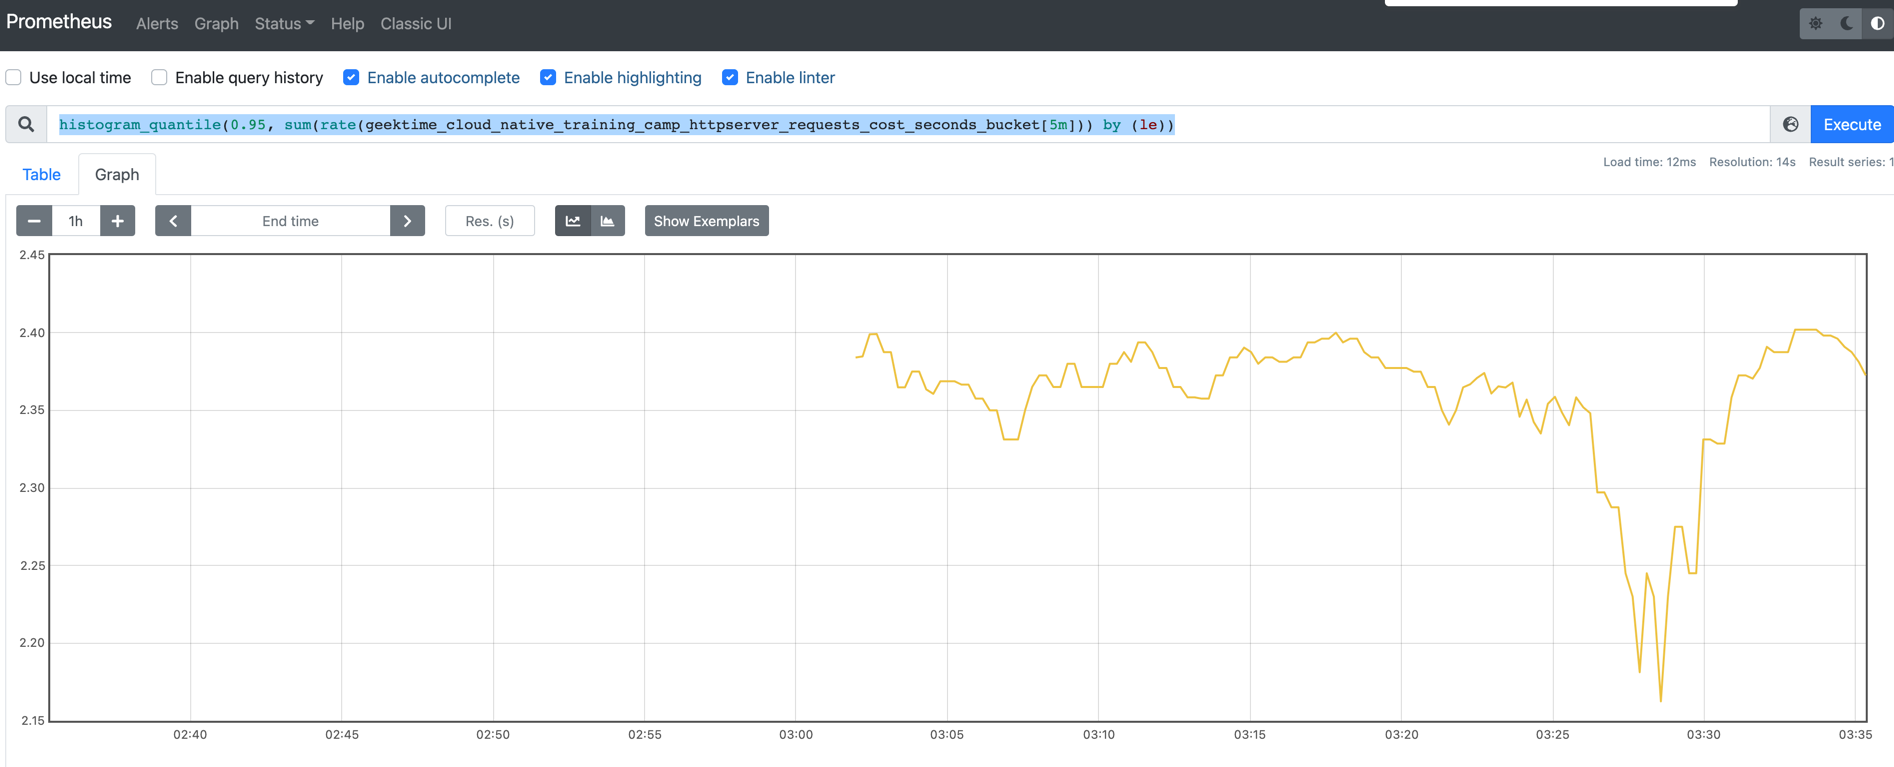 Prometheus Alerts Graph Status Help Classic UI
Use local time Enable query history Enable autocomplete Enable highlighting Enable linter
histogram_quantile(0.95, sum(rate(geektime_cloud_native_training_camp_httpserver_requests_cost_seconds_bucket[5m])) by (le))
Execute
Load time: 12ms Resolution: 14s Result series: 1
Table Graph
1h End time Res. (s) Show Exemplars
2.45
2.40
2.35
2.30
2.25
2.20
2.15
02:40 02:45 02:50 02:55 03:00 03:05 03:10 03:15 03:20 03:25 03:30 03:35